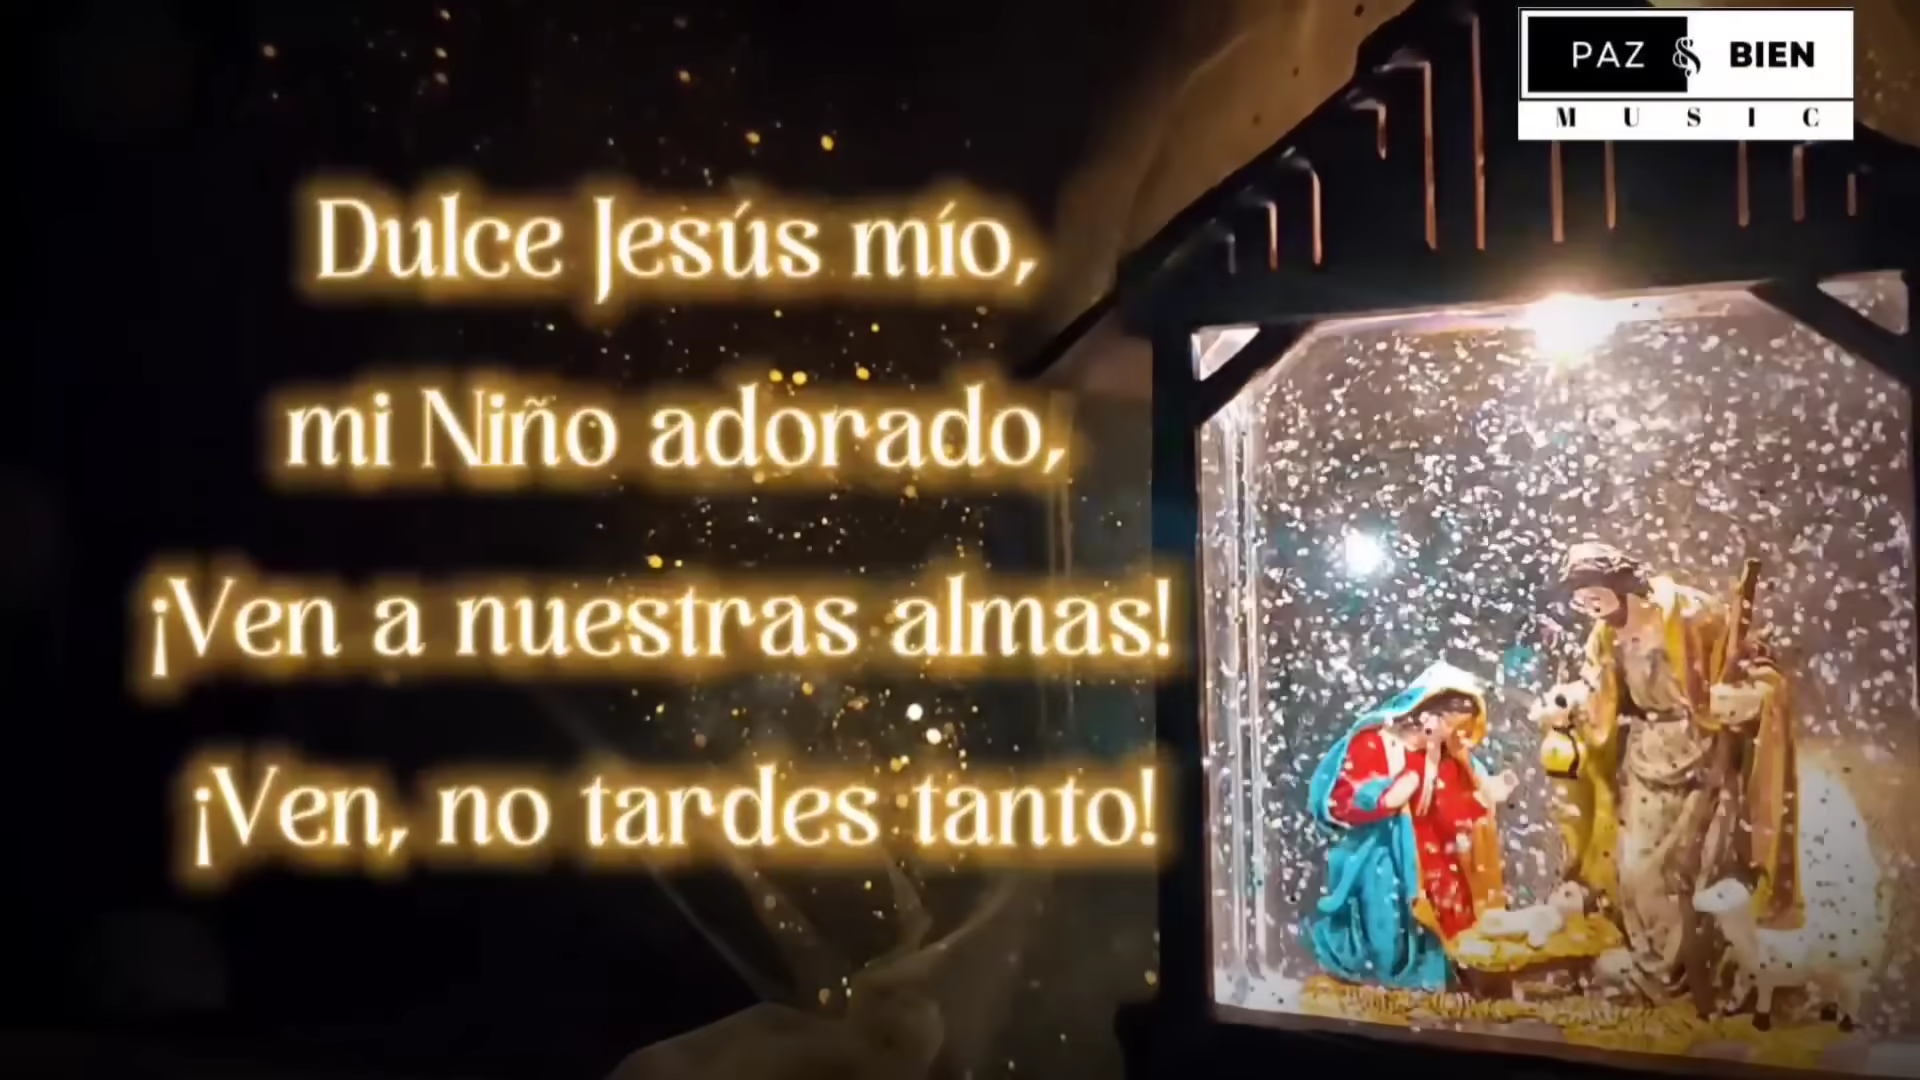 PAZ & BIEN
MUSIC
Dulce Jesús mío,
mi Niño adorado,
¡Ven a nuestras almas!
¡Ven, no tardes tanto!